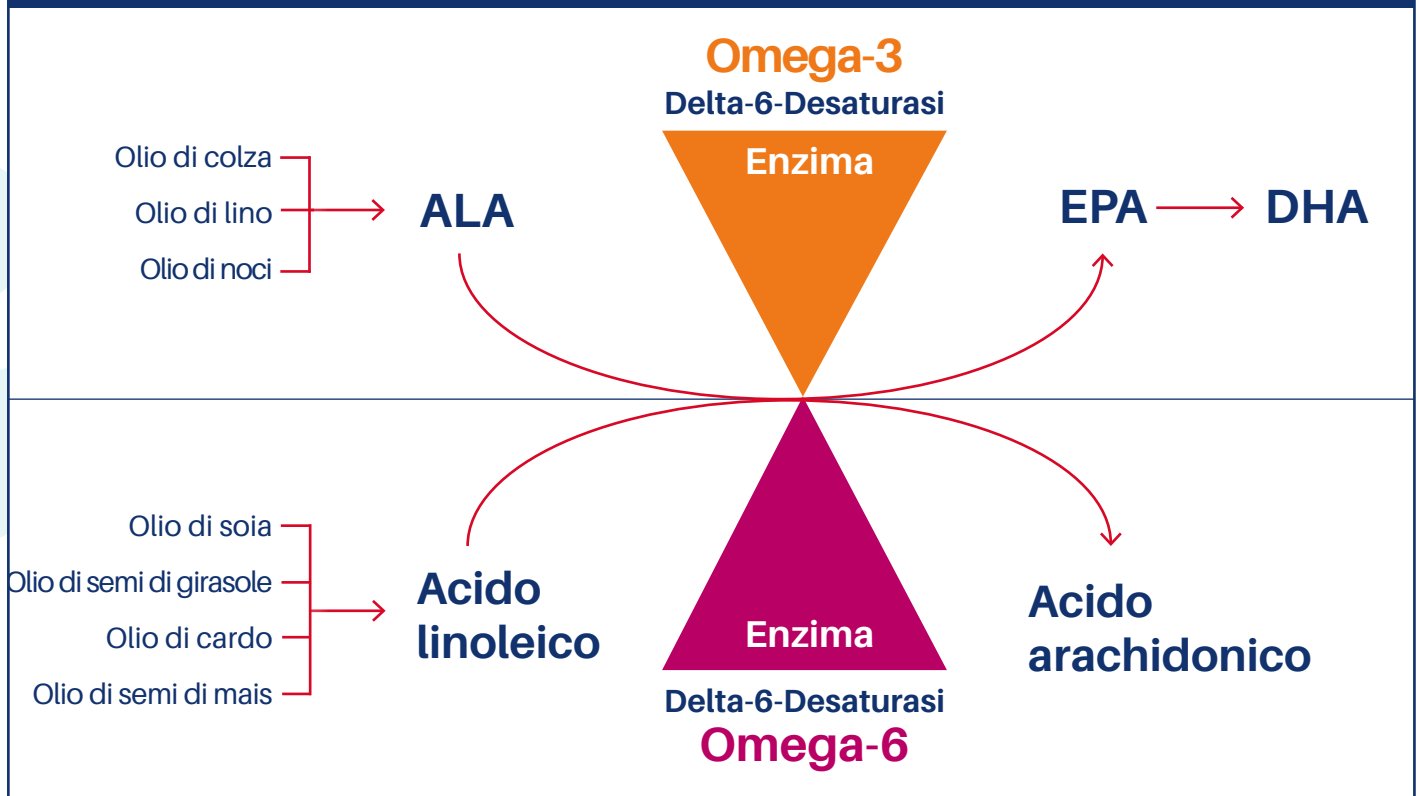 Omega-3
Delta-6-Desaturasi
Enzima
Olio di colza
Olio di lino
Olio di noci
ALA
EPA
DHA
Olio di soia
Olio di semi di girasole
Olio di cardo
Olio di semi di mais
Acido
linoleico
Enzima
Acido
arachidonico
Delta-6-Desaturasi
Omega-6